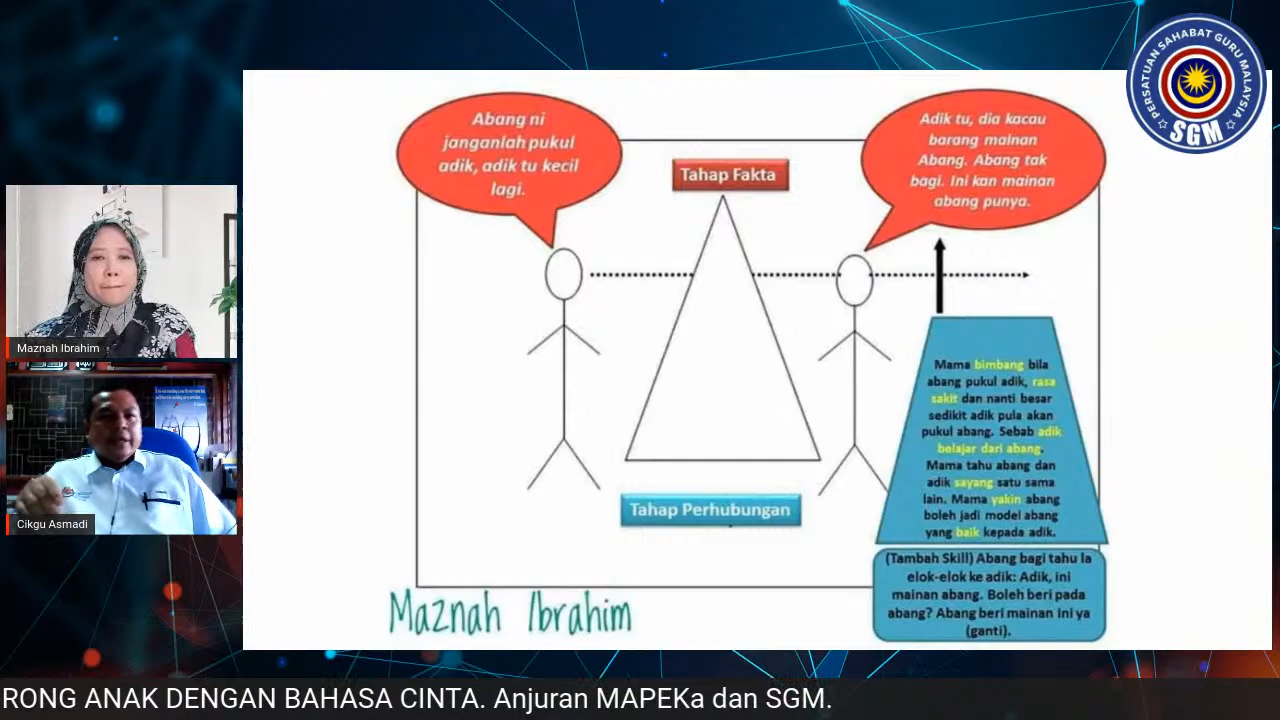 PERSATUAN SAHABAT GURU MALAYSIA
SGM
Abang ni
janganlah pukul
adik, adik tu kecil
lagi.
Tahap Fakta
Adik tu, dia kacau
barang mainan
Abang. Abang tak
bagi. Ini kan mainan
abang punya.
Mama bimbang bila
abang pukul adik, rasa
sakit dan nanti besar
sedikit adik pula akan
pukul abang. Sebab adik
belajar dari abang.
Mama tahu abang dan
adik sayang satu sama
lain. Mama yakin abang
boleh jadi model abang
yang baik kepada adik.
Tahap Perhubungan
(Tambah Skill) Abang bagi tahu la
elok-elok ke adik: Adik, ini
mainan abang. Boleh beri pada
abang? Abang beri mainan ini ya
(ganti).
Maznah Ibrahim
Maznah Ibrahim
Cikgu Asmadi
RONG ANAK DENGAN BAHASA CINTA. Anjuran MAPEKa dan SGM.